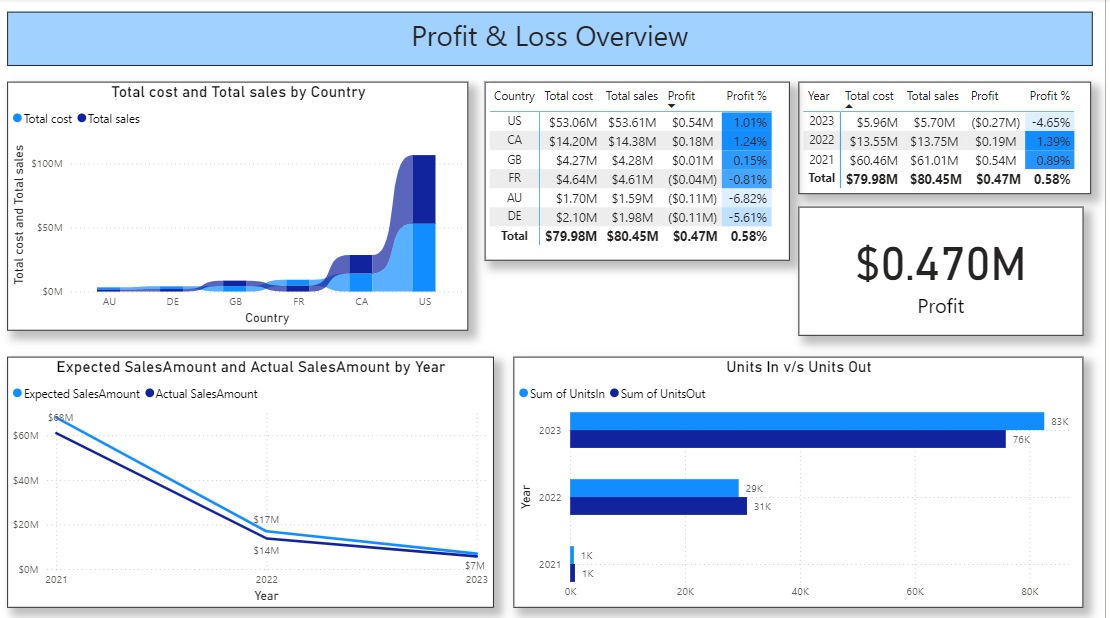 Profit & Loss Overview
Total cost and Total sales by Country
Total cost Total sales
Total cost and Total sales
$100M
$50M
$0M
AU DE GB FR CA US
Country
Country Total cost Total sales Profit Profit %
US $53.06M $53.61M $0.54M 1.01%
CA $14.20M $14.38M $0.18M 1.24%
GB $4.27M $4.28M $0.01M 0.15%
FR $4.64M $4.61M ($0.04M) -0.81%
AU $1.70M $1.59M ($0.11M) -6.82%
DE $2.10M $1.98M ($0.11M) -5.61%
Total $79.98M $80.45M $0.47M 0.58%
Year Total cost Total sales Profit Profit %
2023 $5.96M $5.70M ($0.27M) -4.65%
2022 $13.55M $13.75M $0.19M 1.39%
2021 $60.46M $61.01M $0.54M 0.89%
Total $79.98M $80.45M $0.47M 0.58%
$0.470M
Profit
Expected SalesAmount and Actual SalesAmount by Year
Expected SalesAmount Actual SalesAmount
$68M
$60M
$40M
$20M
$0M
$17M
$14M
$7M
2021 2022 2023
Year
Units In v/s Units Out
Sum of UnitsIn Sum of UnitsOut
Year
2023
83K
76K
2022
29K
31K
2021
1K
1K
0K 20K 40K 60K 80K